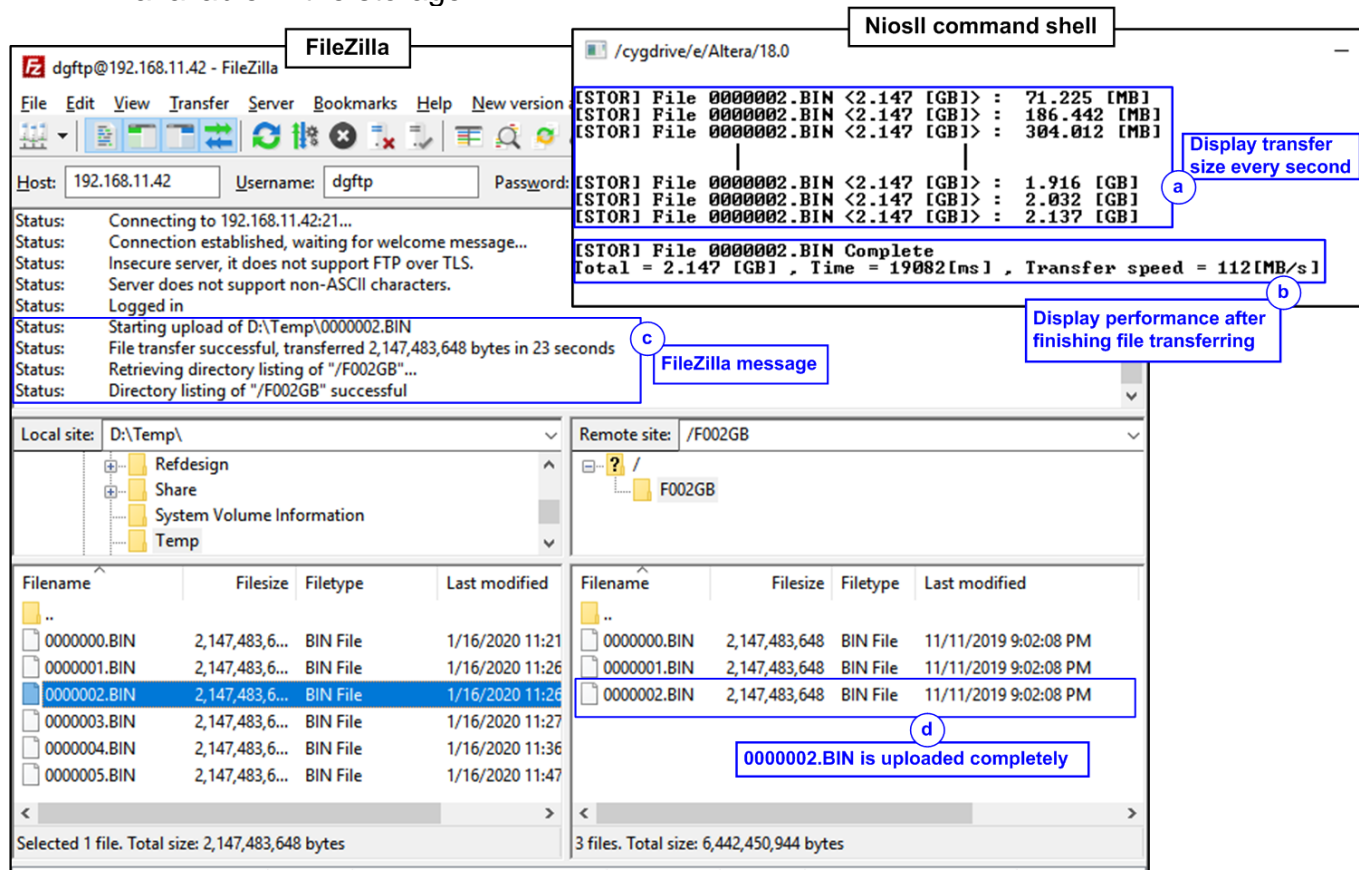 available in the storage
FileZilla
NiosII command shell
dgftp@192.168.11.42 - FileZilla
File Edit View Transfer Server Bookmarks Help New version
Host: 192.168.11.42 Username: dgftp Password:
Status: Connecting to 192.168.11.42:21...
Status: Connection established, waiting for welcome message...
Status: Insecure server, it does not support FTP over TLS.
Status: Server does not support non-ASCII characters.
Status: Logged in
Status: Starting upload of D:\Temp\0000002.BIN
Status: File transfer successful, transferred 2,147,483,648 bytes in 23 seconds
Status: Retrieving directory listing of "/F002GB"...
Status: Directory listing of "/F002GB" successful
c
FileZilla message
/cygdrive/e/Altera/18.0
[STOR] File 0000002.BIN <2.147 [GB]> : 71.225 [MB]
[STOR] File 0000002.BIN <2.147 [GB]> : 186.442 [MB]
[STOR] File 0000002.BIN <2.147 [GB]> : 304.012 [MB]
[STOR] File 0000002.BIN <2.147 [GB]> : 1.916 [GB]
[STOR] File 0000002.BIN <2.147 [GB]> : 2.032 [GB]
[STOR] File 0000002.BIN <2.147 [GB]> : 2.137 [GB]
Display transfer
size every second
a
[STOR] File 0000002.BIN Complete
Total = 2.147 [GB] , Time = 19082[ms] , Transfer speed = 112[MB/s]
b
Display performance after
finishing file transferring
Local site: D:\Temp\
Refdesign
Share
System Volume Information
Temp
Filename Filesize Filetype Last modified
..
0000000.BIN 2,147,483,6... BIN File 1/16/2020 11:21
0000001.BIN 2,147,483,6... BIN File 1/16/2020 11:26
0000002.BIN 2,147,483,6... BIN File 1/16/2020 11:26
0000003.BIN 2,147,483,6... BIN File 1/16/2020 11:27
0000004.BIN 2,147,483,6... BIN File 1/16/2020 11:36
0000005.BIN 2,147,483,6... BIN File 1/16/2020 11:47
Selected 1 file. Total size: 2,147,483,648 bytes
Remote site: /F002GB
/
F002GB
Filename Filesize Filetype Last modified
..
0000000.BIN 2,147,483,648 BIN File 11/11/2019 9:02:08 PM
0000001.BIN 2,147,483,648 BIN File 11/11/2019 9:02:08 PM
0000002.BIN 2,147,483,648 BIN File 11/11/2019 9:02:08 PM
d
0000002.BIN is uploaded completely
3 files. Total size: 6,442,450,944 bytes